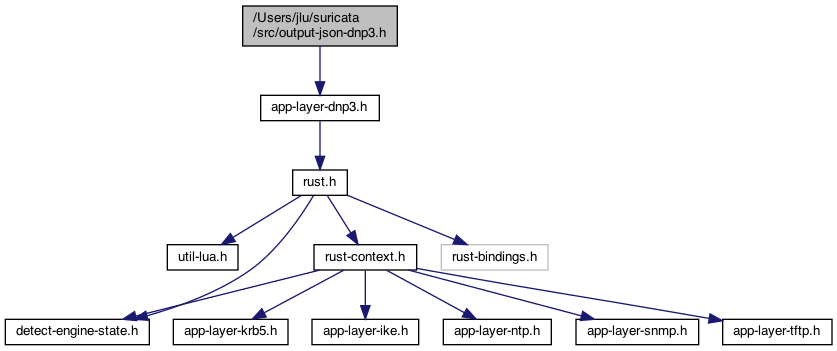 /Users/jlu/suricata
/src/output-json-dnp3.h
app-layer-dnp3.h
rust.h
util-lua.h
rust-context.h
rust-bindings.h
detect-engine-state.h
app-layer-krb5.h
app-layer-ike.h
app-layer-ntp.h
app-layer-snmp.h
app-layer-tftp.h